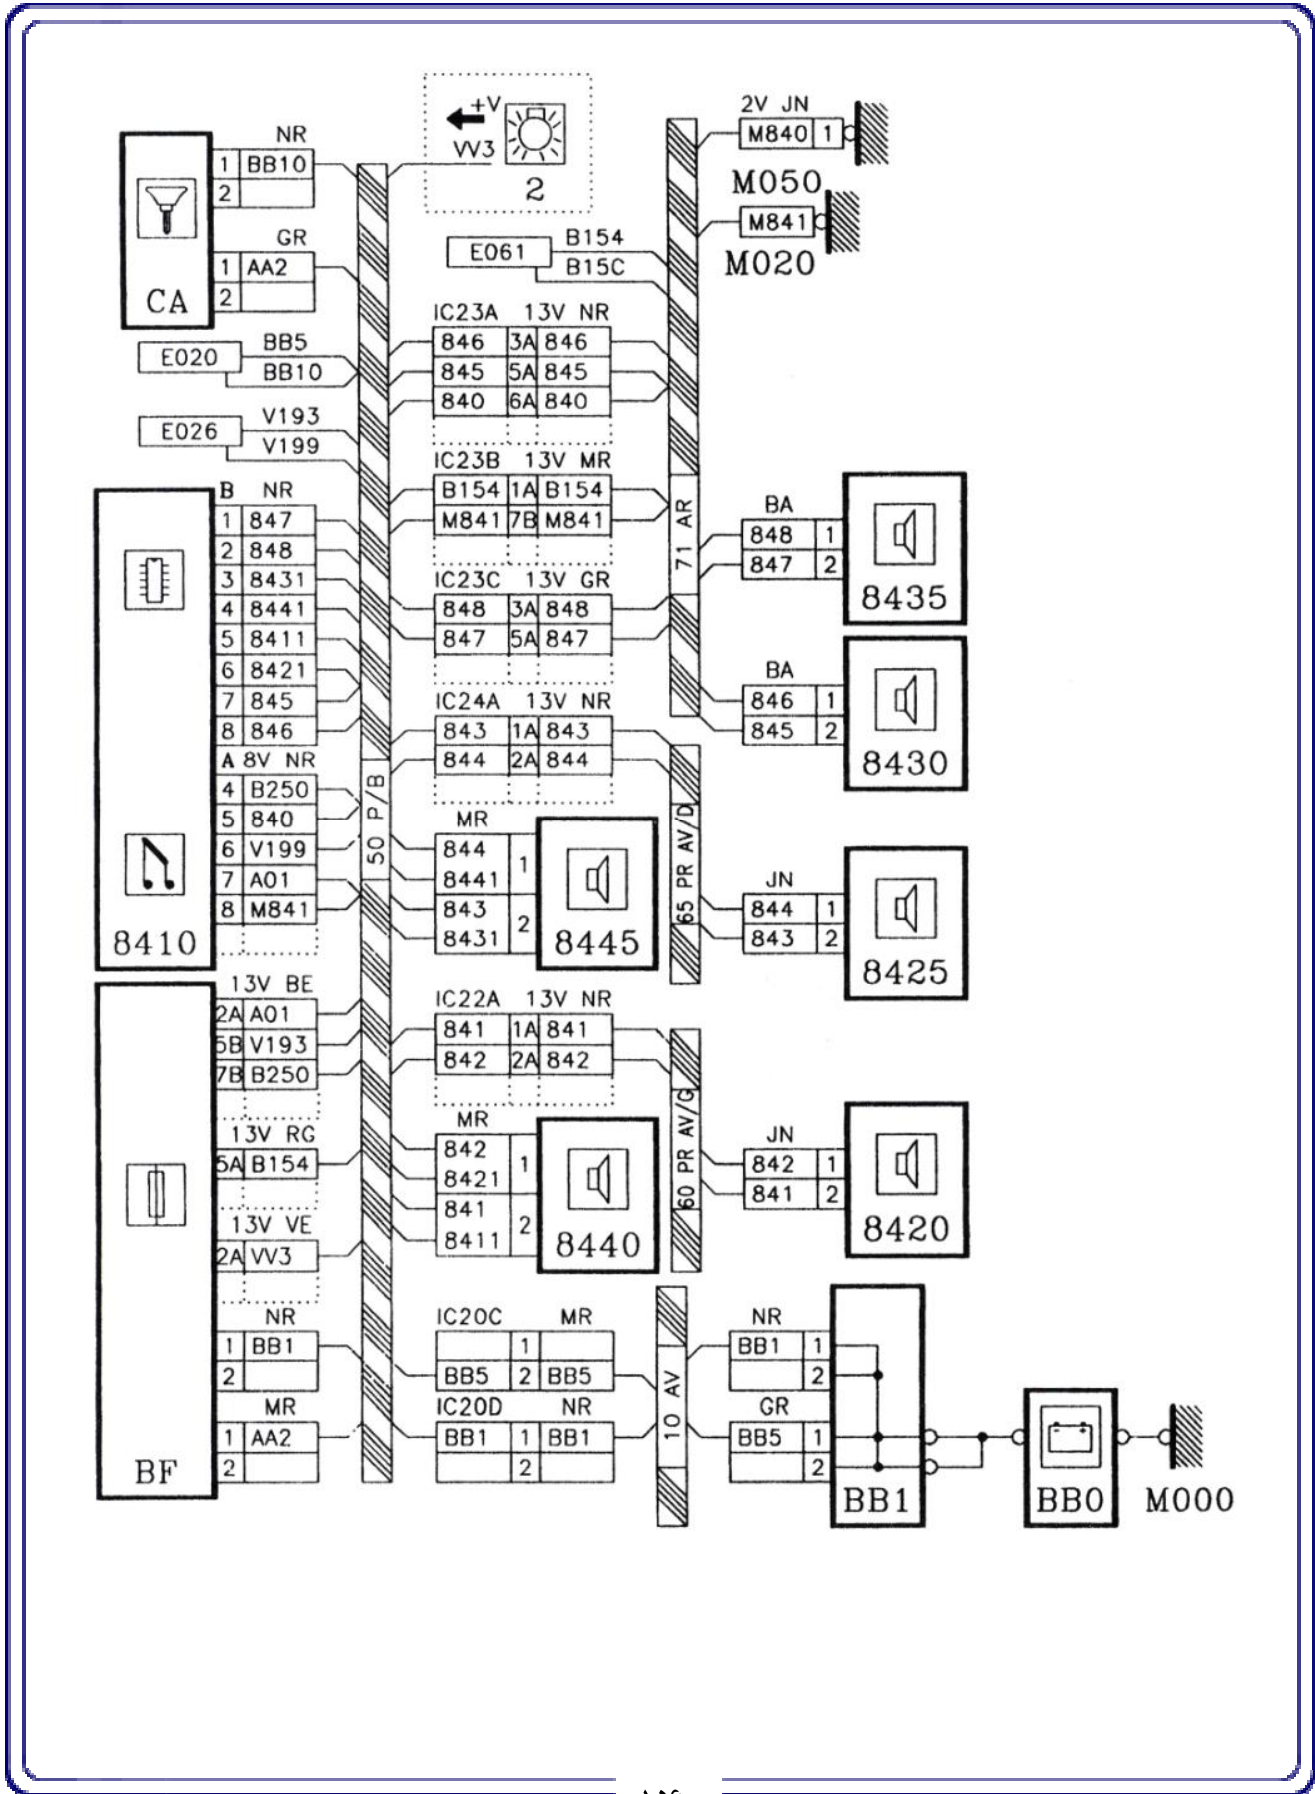 NR
1 BB10
2
GR
1 AA2
2
CA
E020 BB5
BB10
E026 V193
V199
B NR
1 847
2 848
3 8431
4 8441
5 8411
6 8421
7 845
8 846
A 8V NR
4 B250
5 840
6 V199
7 A01
8 M841
8410
13V BE
2A A01
5B V193
7B B250
13V RG
5A B154
13V VE
2A VV3
NR
1 BB1
2
MR
1 AA2
2
BF
50 P/B
+V
VV3
2
E061 B154
B15C
IC23A 13V NR
846 3A 846
845 5A 845
840 6A 840
IC23B 13V MR
B154 1A B154
M841 7B M841
IC23C 13V GR
848 3A 848
847 5A 847
IC24A 13V NR
843 1A 843
844 2A 844
MR
844
8441 1
843
8431 2
8445
IC22A 13V NR
841 1A 841
842 2A 842
MR
842
8421 1
841
8411 2
8440
IC20C MR
1
BB5 2 BB5
IC20D NR
BB1 1 BB1
2
71 AR
65 PR AV/D
60 PR AV/G
10 AV
2V JN
M840 1
M050
M841
M020
BA
848 1
847 2
8435
BA
846 1
845 2
8430
JN
844 1
843 2
8425
JN
842 1
841 2
8420
NR
BB1 1
2
GR
BB5 1
2
BB1
BB0
M000